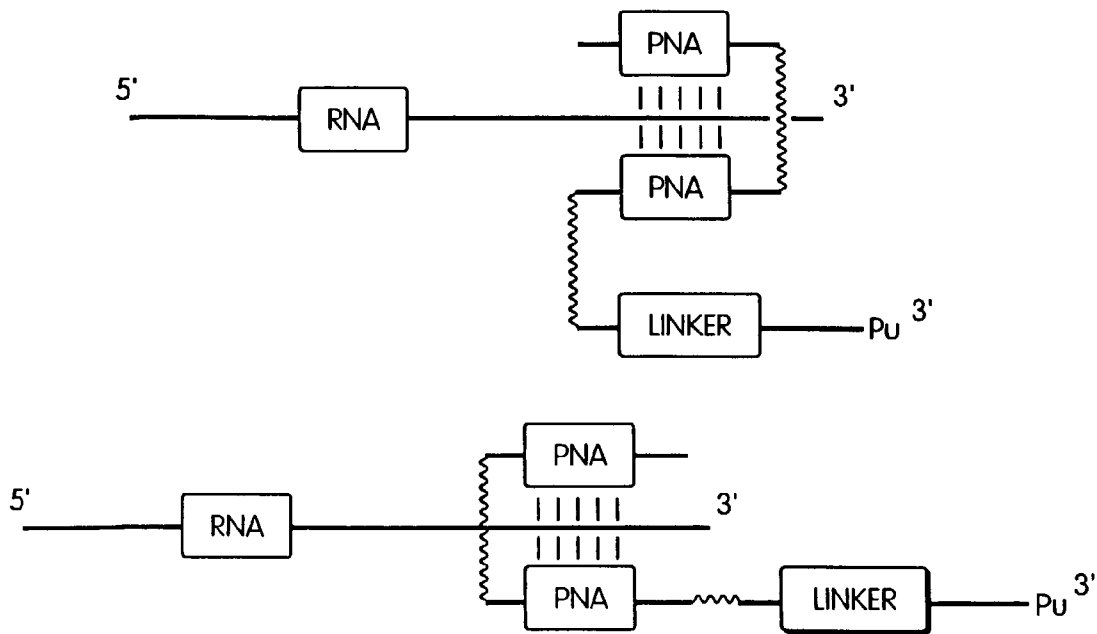 PNA
5'
RNA
3'
PNA
LINKER
Pu 3'
PNA
5'
RNA
3'
PNA
LINKER
Pu 3'